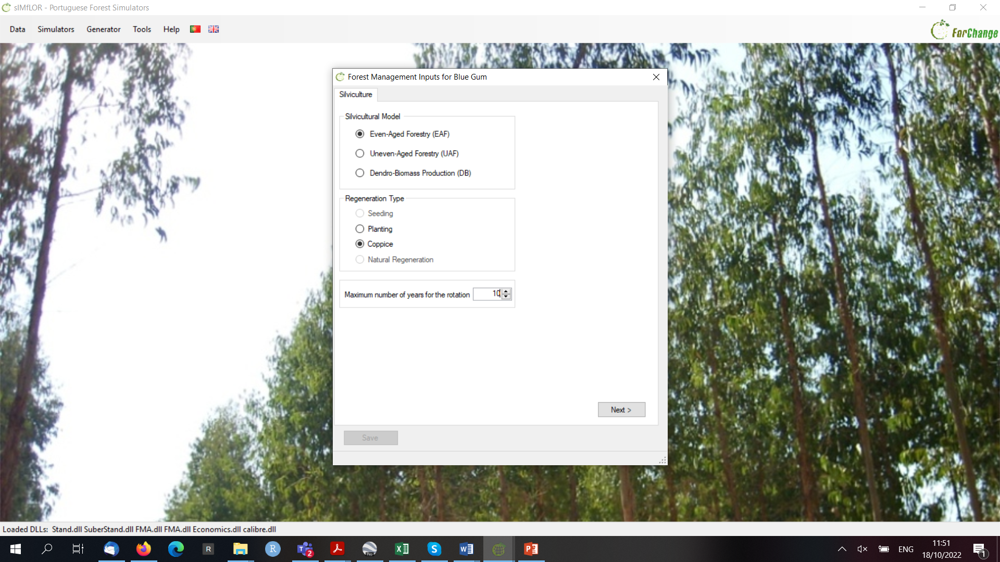 sIMfLOR - Portuguese Forest Simulators
Data Simulators Generator Tools Help
ForChange
Forest Management Inputs for Blue Gum
Silviculture
Silvicultural Model
Even-Aged Forestry (EAF)
Uneven-Aged Forestry (UAF)
Dendro-Biomass Production (DB)
Regeneration Type
Seeding
Planting
Coppice
Natural Regeneration
Maximum number of years for the rotation 10
Next >
Save
Loaded DLLs: Stand.dll SuberStand.dll FMA.dll FMA.dll Economics.dll calibre.dll
R R T 2 Pro X S W P ENG 11:51
18/10/2022 1